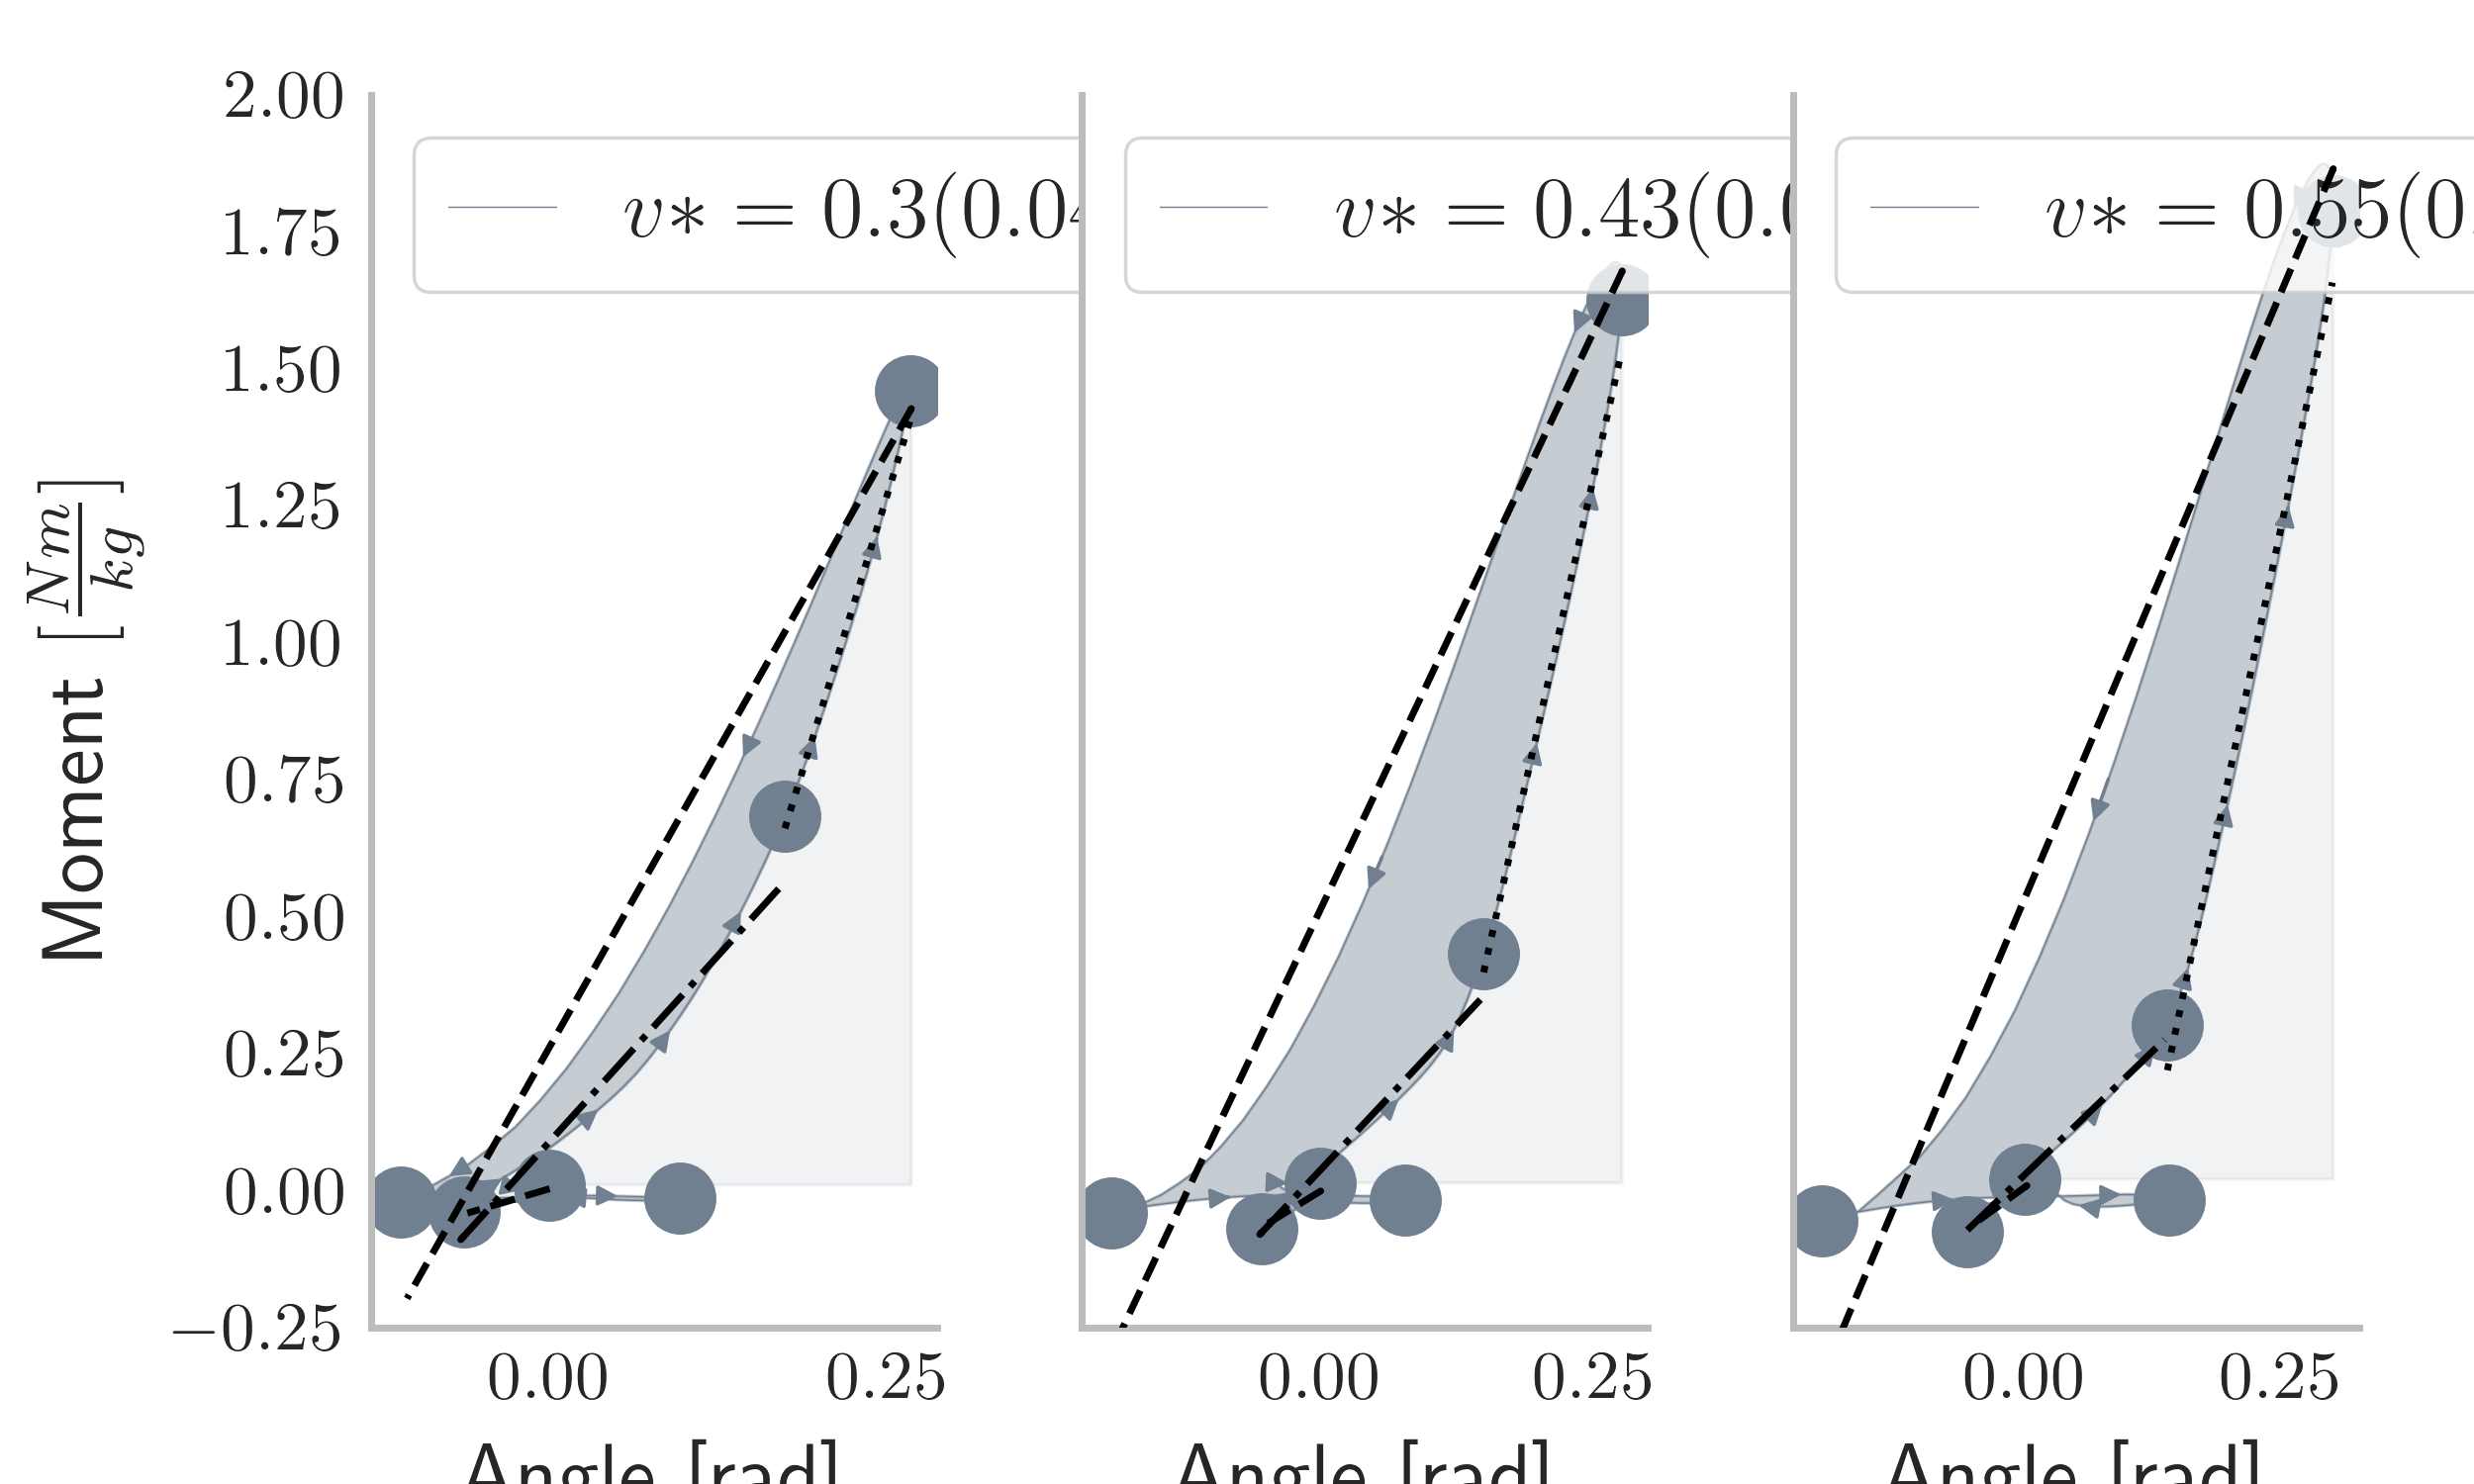 2.00
1.75
1.50
1.25
1.00
0.75
0.50
0.25
0.00
−0.25
Moment [Nm/kg]
v* = 0.3(0.04
v* = 0.43(0.0
v* = 0.55(0.
0.00 0.25
0.00 0.25
0.00 0.25
Angle [rad]
Angle [rad]
Angle [rad]